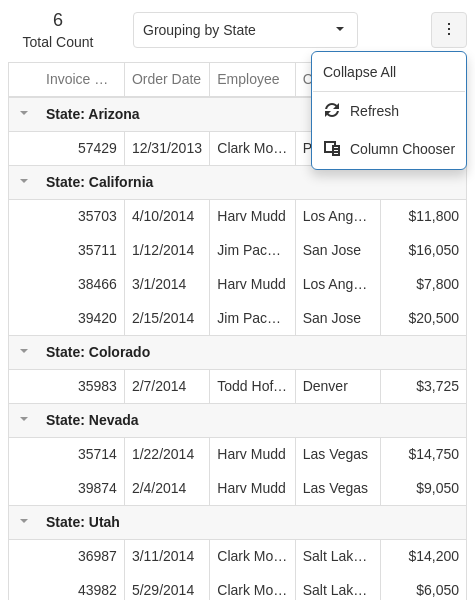 6
Total Count
Grouping by State
Collapse All
Refresh
Column Chooser
Invoice ... Order Date Employee
State: Arizona
57429 12/31/2013 Clark Mo...
State: California
35703 4/10/2014 Harv Mudd Los Ang... $11,800
35711 1/12/2014 Jim Pac... San Jose $16,050
38466 3/1/2014 Harv Mudd Los Ang... $7,800
39420 2/15/2014 Jim Pac... San Jose $20,500
State: Colorado
35983 2/7/2014 Todd Hof... Denver $3,725
State: Nevada
35714 1/22/2014 Harv Mudd Las Vegas $14,750
39874 2/4/2014 Harv Mudd Las Vegas $9,050
State: Utah
36987 3/11/2014 Clark Mo... Salt Lak... $14,200
43982 5/29/2014 Clark Mo... Salt Lak... $6,050